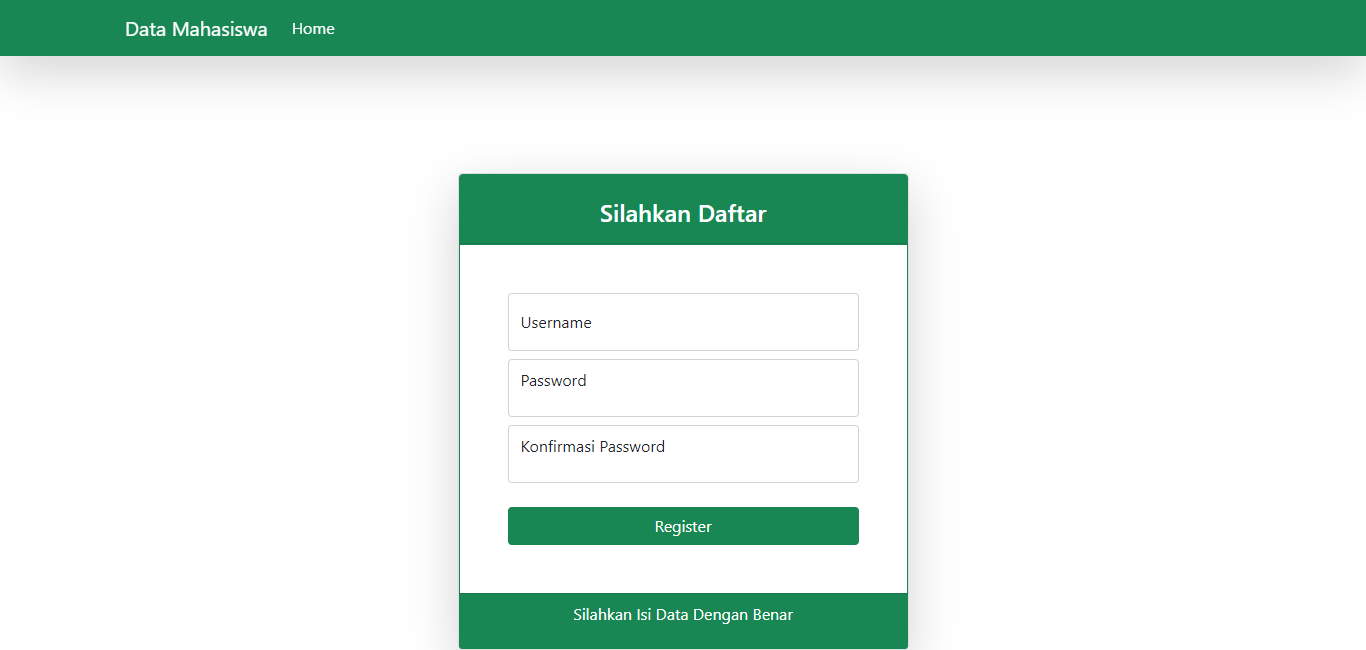 Data Mahasiswa Home
Silahkan Daftar
Username
Password
Konfirmasi Password
Register
Silahkan Isi Data Dengan Benar